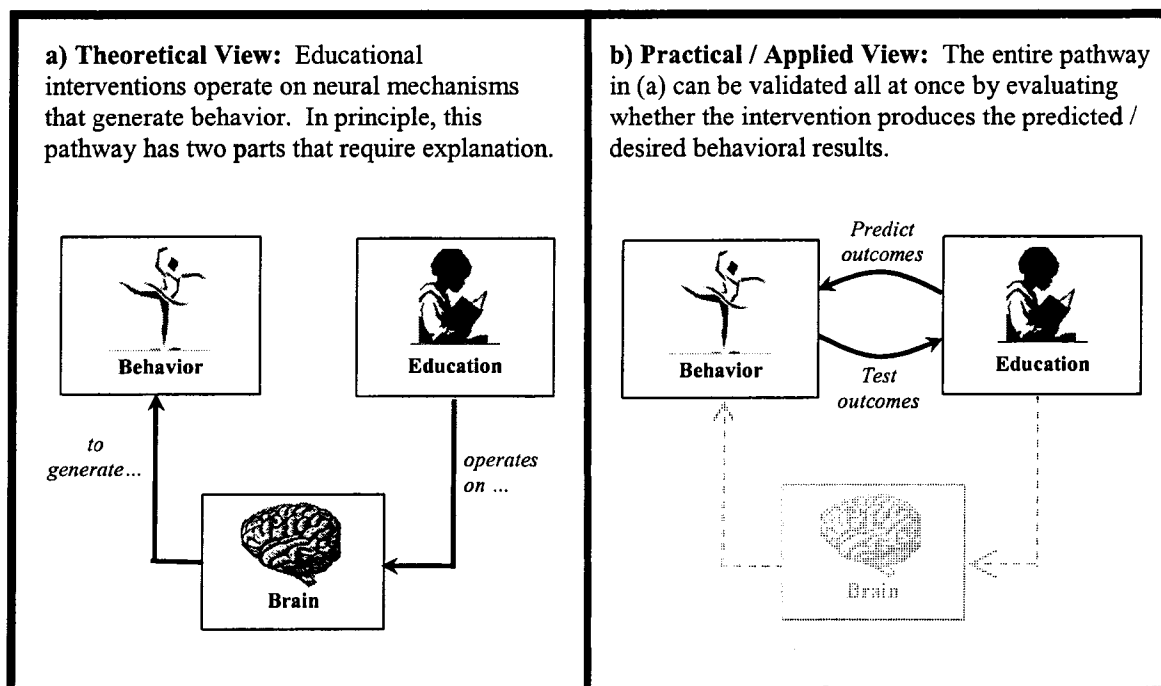 a) Theoretical View: Educational
interventions operate on neural mechanisms
that generate behavior. In principle, this
pathway has two parts that require explanation.
Behavior
Education
to
generate...
operates
on ...
Brain
b) Practical / Applied View: The entire pathway
in (a) can be validated all at once by evaluating
whether the intervention produces the predicted /
desired behavioral results.
Predict
outcomes
Behavior
Education
Test
outcomes
Brain